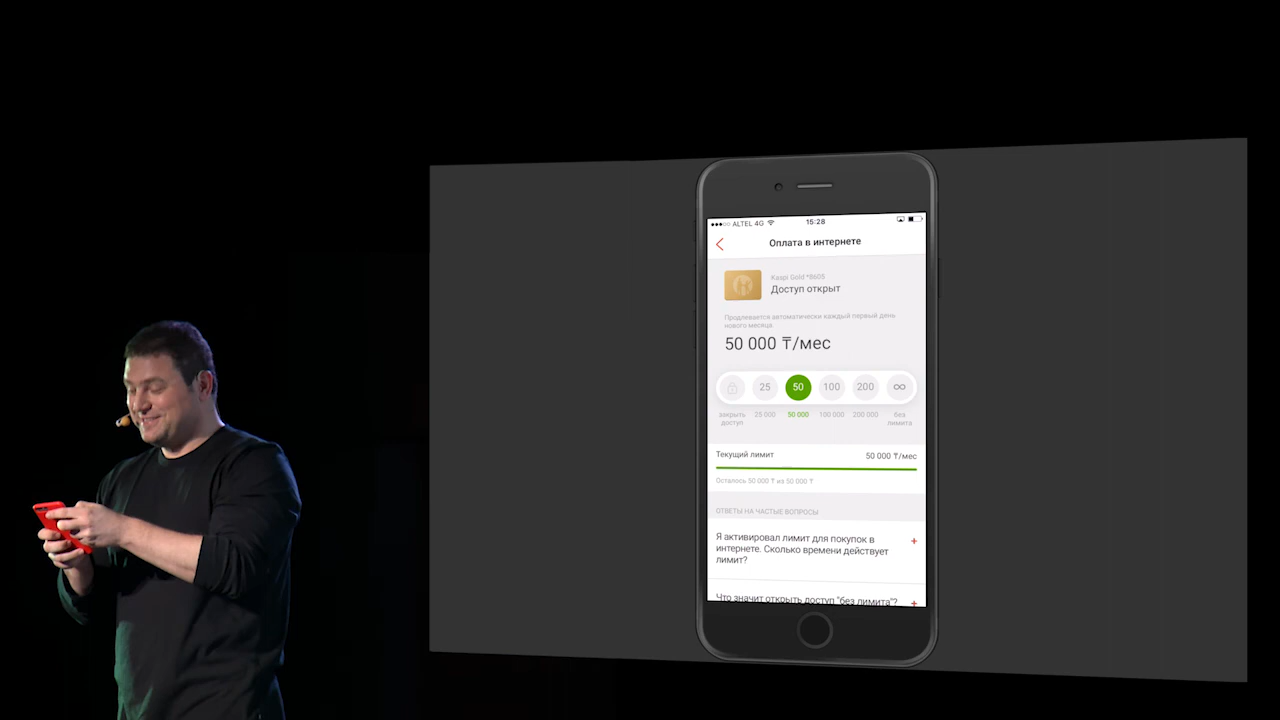 ALTEL 4G 15:28
Оплата в интернете
Kaspi Gold *8605
Доступ открыт
Продлевается автоматически каждый первый день
нового месяца
50 000 ₸/мес
25 50 100 200 ∞
закрыть
доступ
25 000 50 000 100 000 200 000 без
лимита
Текущий лимит 50 000 ₸/мес
Осталось 50 000 ₸ из 50 000 ₸
ОТВЕТЫ НА ЧАСТЫЕ ВОПРОСЫ
Я активировал лимит для покупок в +
интернете. Сколько времени действует
лимит?
Что значит открыть доступ "без лимита"? +